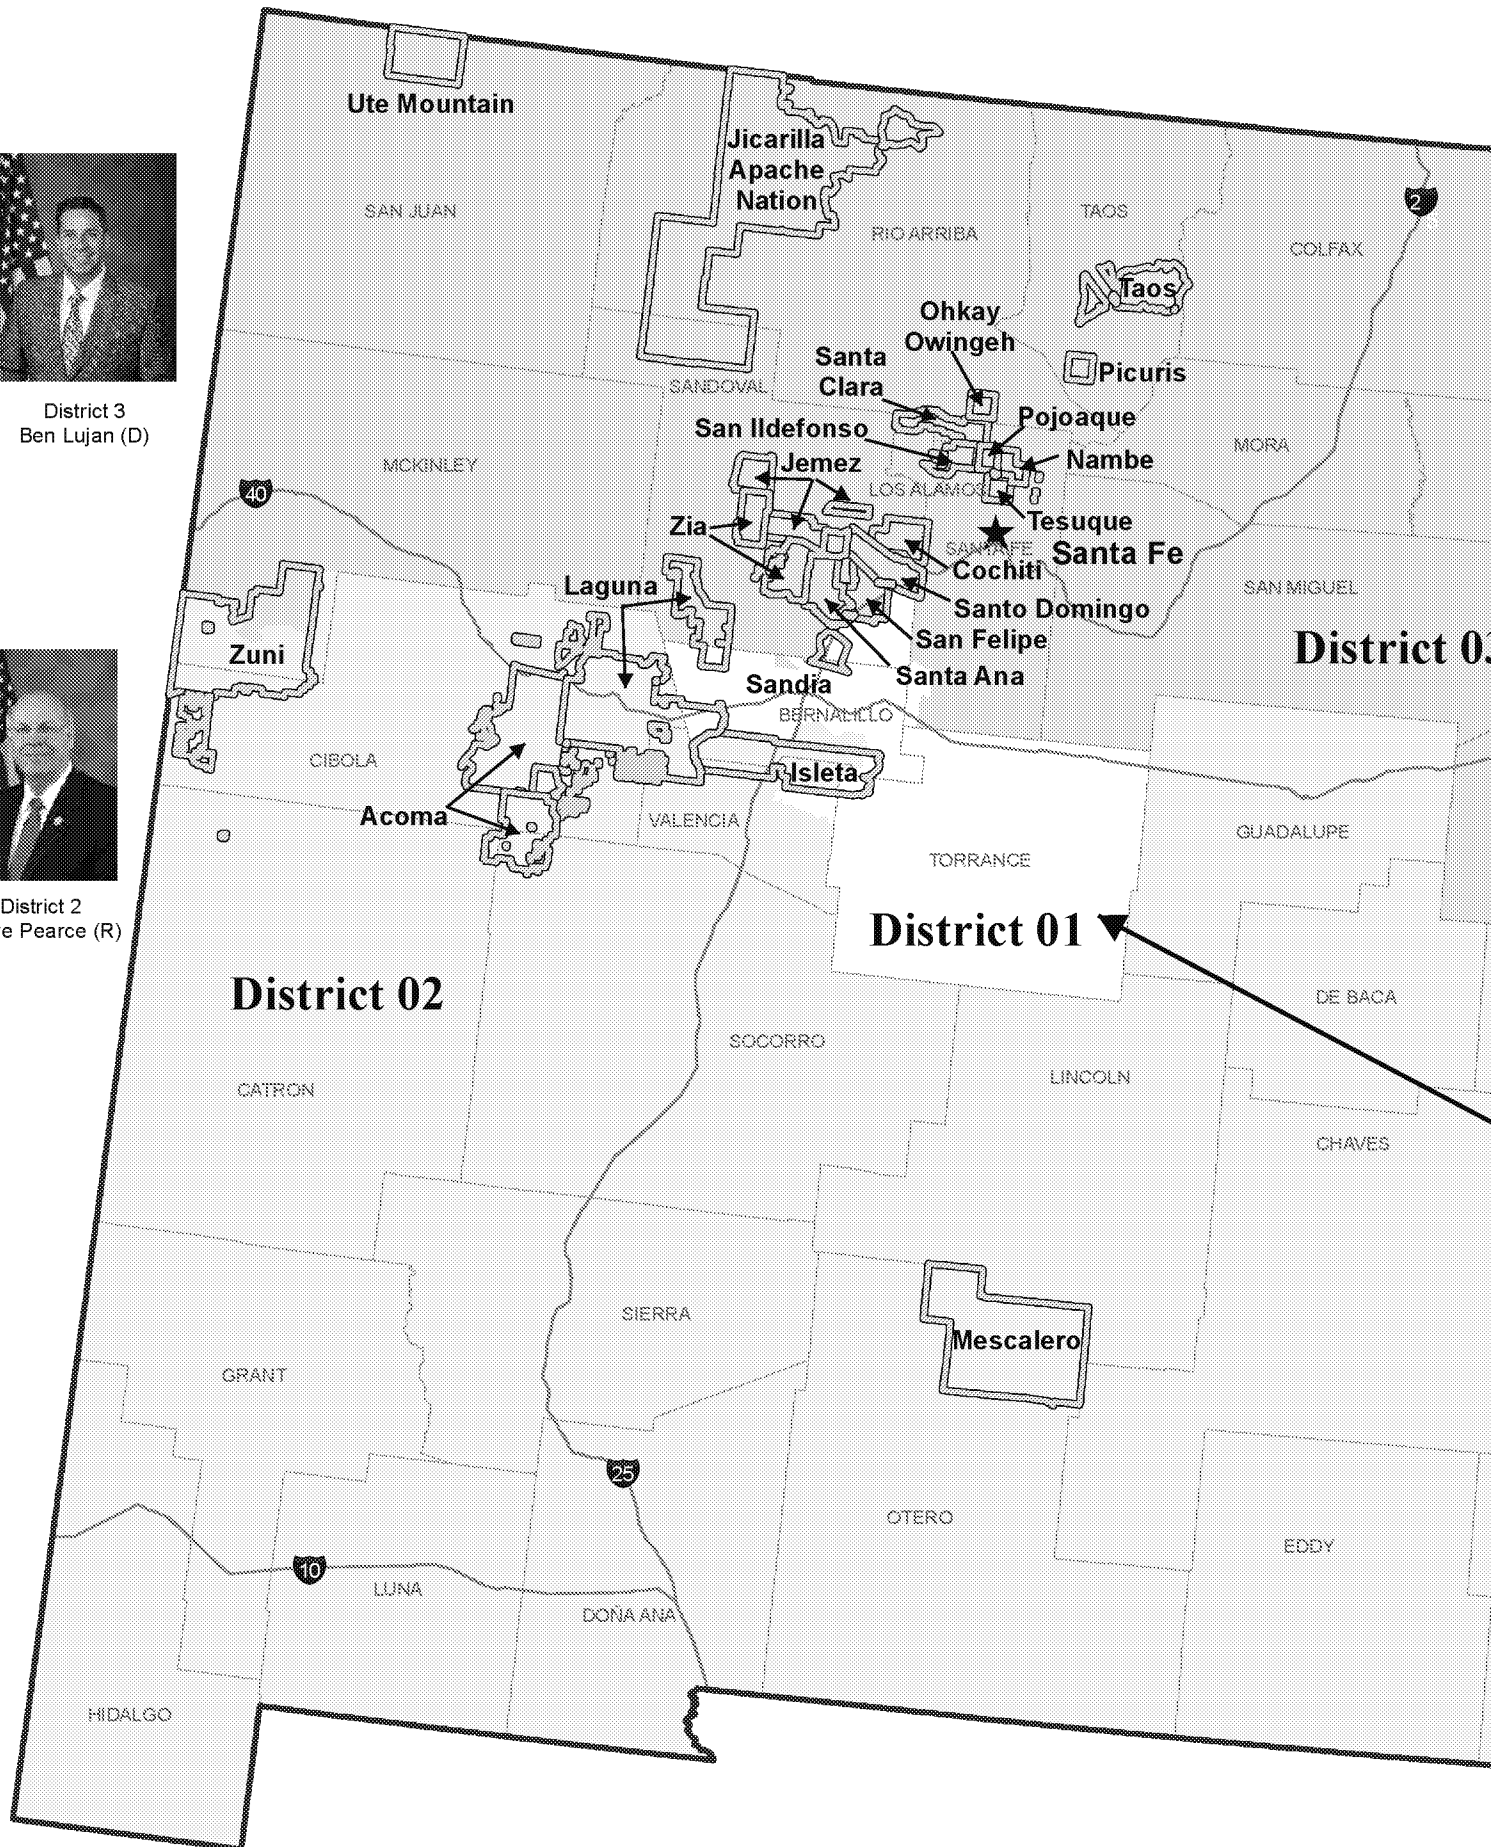 Ute Mountain
Jicarilla
Apache
Nation
SAN JUAN
RIO ARRIBA
TAOS
COLFAX
2
Taos
Ohkay
Owingeh
Santa
Clara
Picuris
SANDOVAL
Pojoaque
San Ildefonso
MORA
Nambe
Jemez
MCKINLEY
LOS ALAMOS
40
District 3
Ben Lujan (D)
Zia
Tesuque
SANTA FE
Santa Fe
Cochiti
Laguna
SAN MIGUEL
Santo Domingo
San Felipe
District 03
Zuni
Santa Ana
Sandia
BERNALILLO
CIBOLA
Isleta
Acoma
VALENCIA
GUADALUPE
TORRANCE
District 2
e Pearce (R)
District 01
District 02
DE BACA
SOCORRO
LINCOLN
CATRON
CHAVES
SIERRA
Mescalero
GRANT
25
OTERO
EDDY
10
LUNA
DOÑA ANA
HIDALGO